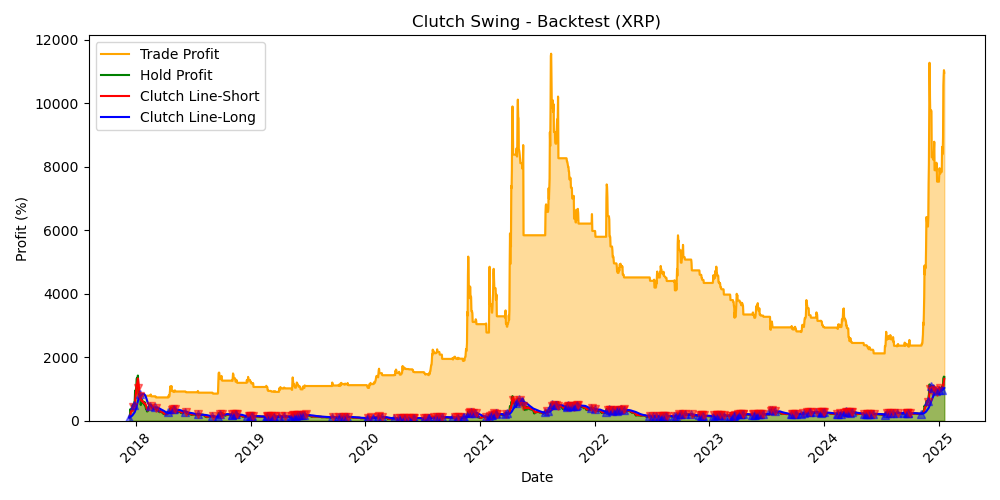 Clutch Swing - Backtest (XRP)
Trade Profit
Hold Profit
Clutch Line-Short
Clutch Line-Long
Profit (%)
12000
10000
8000
6000
4000
2000
0
2018
2019
2020
2021
2022
2023
2024
2025
Date